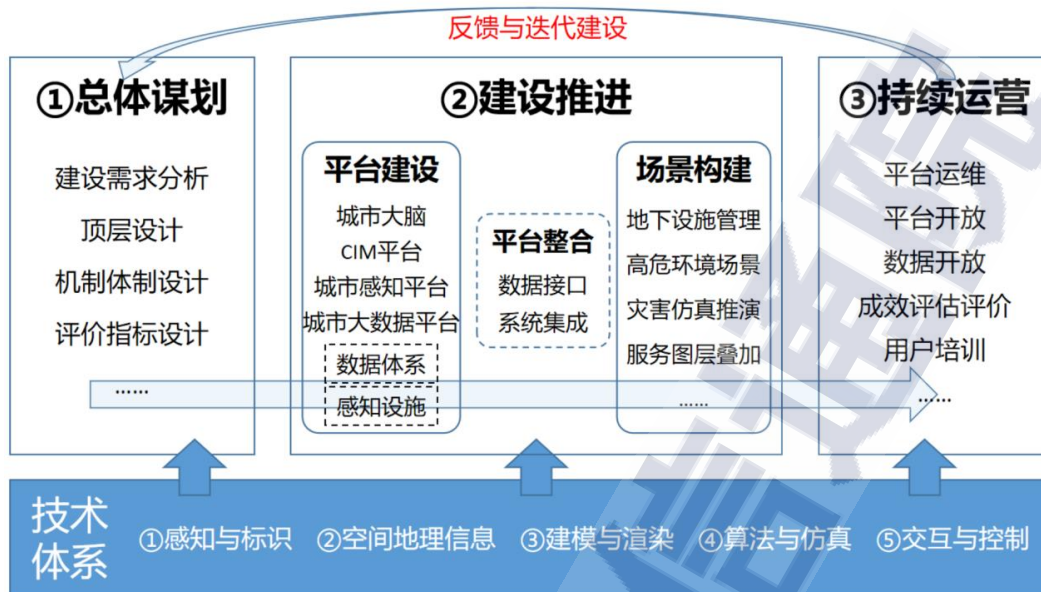 反馈与迭代建设
①总体谋划
建设需求分析
顶层设计
机制体制设计
评价指标设计
……
②建设推进
平台建设
城市大脑
CIM平台
城市感知平台
城市大数据平台
数据体系
感知设施
平台整合
数据接口
系统集成
场景构建
地下设施管理
高危环境场景
灾害仿真推演
服务图层叠加
……
③持续运营
平台运维
平台开放
数据开放
成效评估评价
用户培训
……
技术
体系
①感知与标识 ②空间地理信息 ③建模与渲染 ④算法与仿真 ⑤交互与控制
信通院